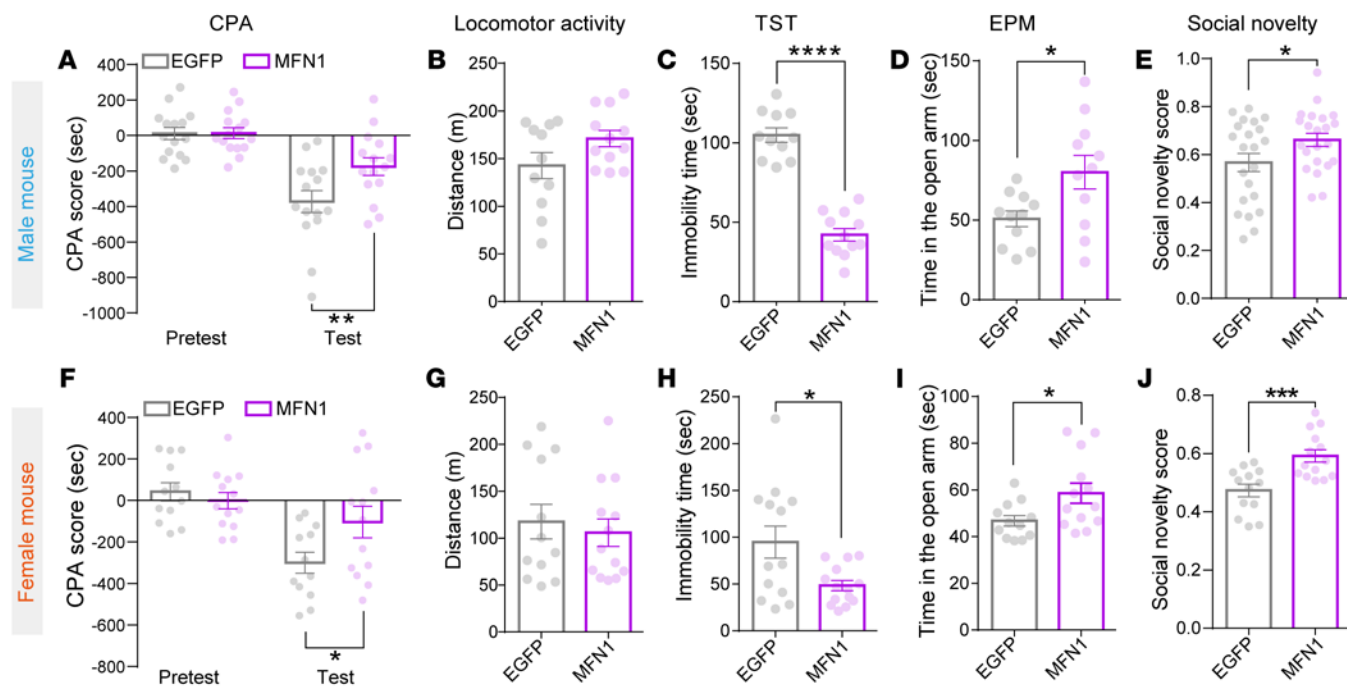 CPA
Locomotor activity
TST
EPM
Social novelty
Male mouse
A
EGFP
MFN1
CPA score (sec)
400
200
0
-200
-400
-600
-800
-1000
Pretest
Test
**
B
Distance (m)
250
200
150
100
50
0
EGFP
MFN1
C
Immobility time (sec)
150
100
50
0
****
EGFP
MFN1
D
Time in the open arm (sec)
150
100
50
0
*
EGFP
MFN1
E
Social novelty score
1.0
0.8
0.6
0.4
0.2
0.0
*
EGFP
MFN1
Female mouse
F
EGFP
MFN1
CPA score (sec)
400
200
0
-200
-400
-600
-800
Pretest
Test
*
G
Distance (m)
250
200
150
100
50
0
EGFP
MFN1
H
Immobility time (sec)
250
200
150
100
50
0
*
EGFP
MFN1
I
Time in the open arm (sec)
100
80
60
40
20
0
*
EGFP
MFN1
J
Social novelty score
0.8
0.6
0.4
0.2
0.0
***
EGFP
MFN1